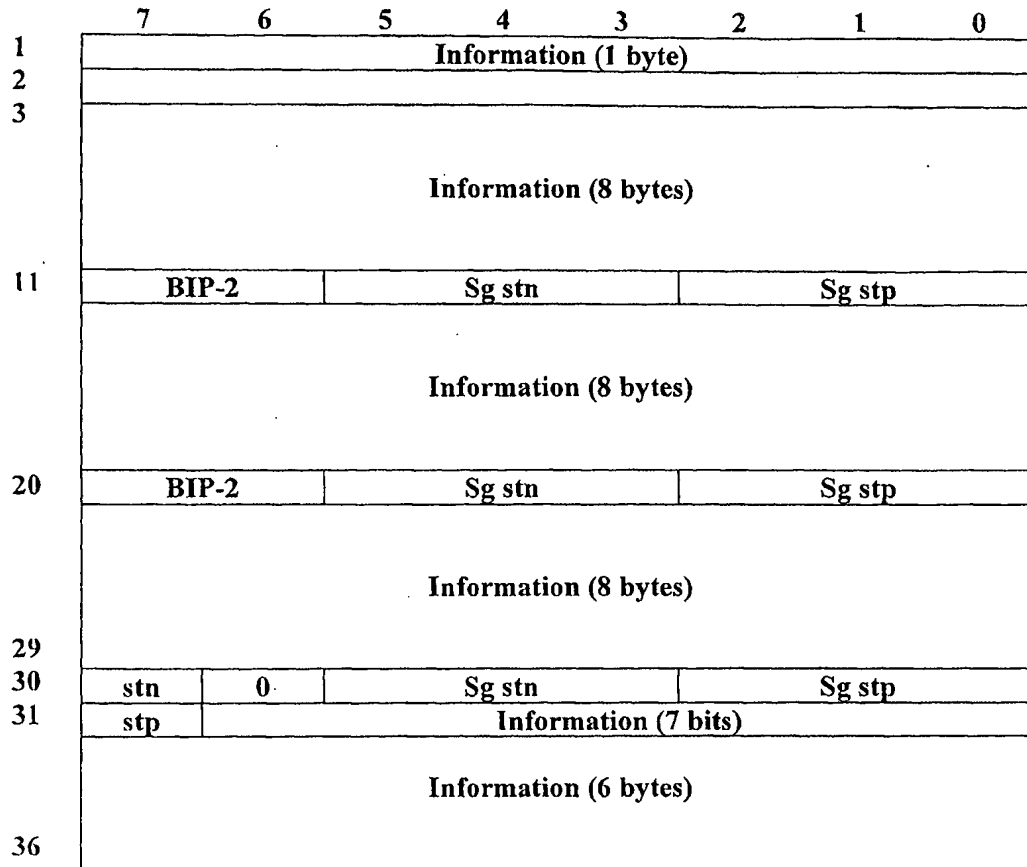 7 6 5 4 3 2 1 0
1 Information (1 byte)
2
3
Information (8 bytes)
11 BIP-2 Sg stn Sg stp
Information (8 bytes)
20 BIP-2 Sg stn Sg stp
Information (8 bytes)
29
30 stn 0 Sg stn Sg stp
31 stp Information (7 bits)
Information (6 bytes)
36